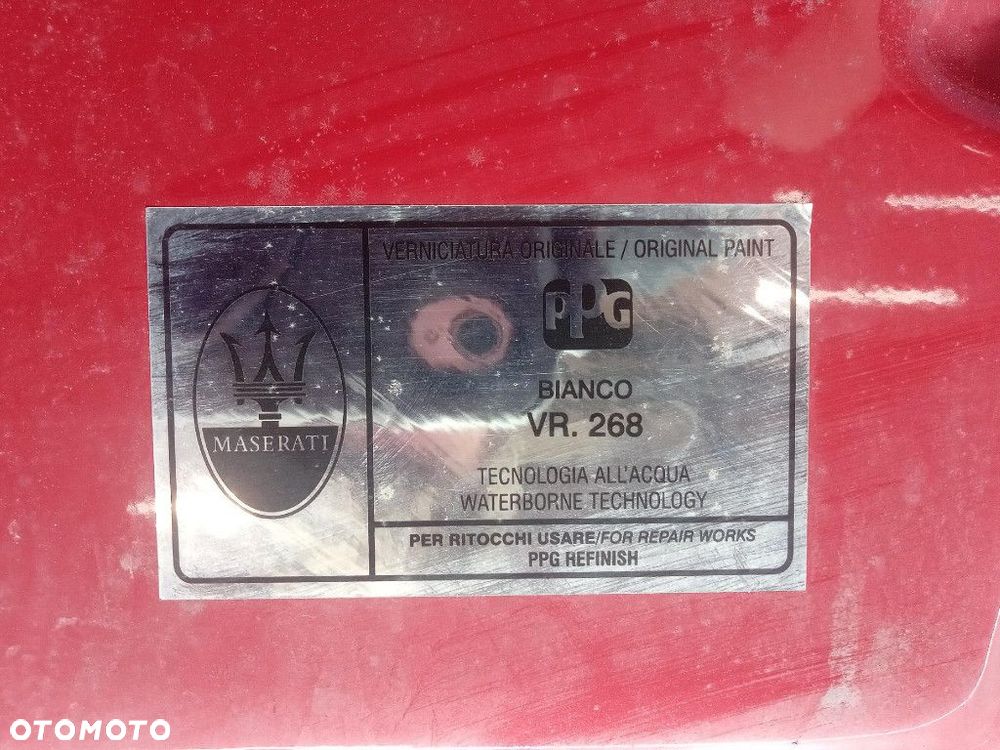 VERNICIATURA ORIGINALE / ORIGINAL PAINT
PPG
BIANCO
VR. 268
TECNOLOGIA ALL'ACQUA
WATERBORNE TECHNOLOGY
MASERATI
PER RITOCCHI USARE/FOR REPAIR WORKS
PPG REFINISH
OTOMOTO